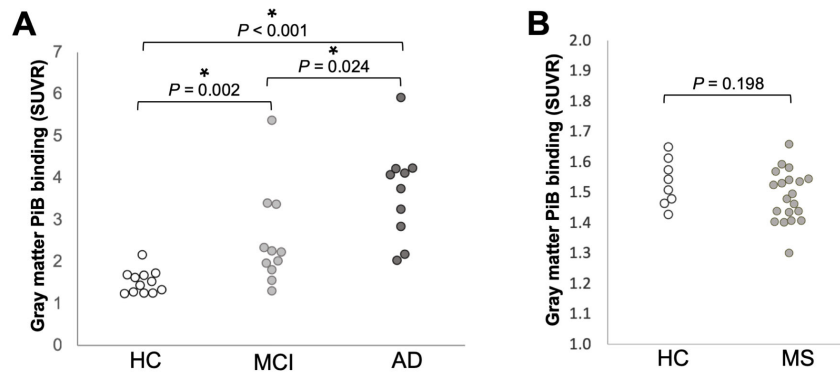 A
Gray matter PiB binding (SUVR)
7
6
5
4
3
2
1
0
*
P < 0.001
*
P = 0.024
*
P = 0.002
HC
MCI
AD
B
Gray matter PiB binding (SUVR)
2.0
1.9
1.8
1.7
1.6
1.5
1.4
1.3
1.2
1.1
1.0
P = 0.198
HC
MS